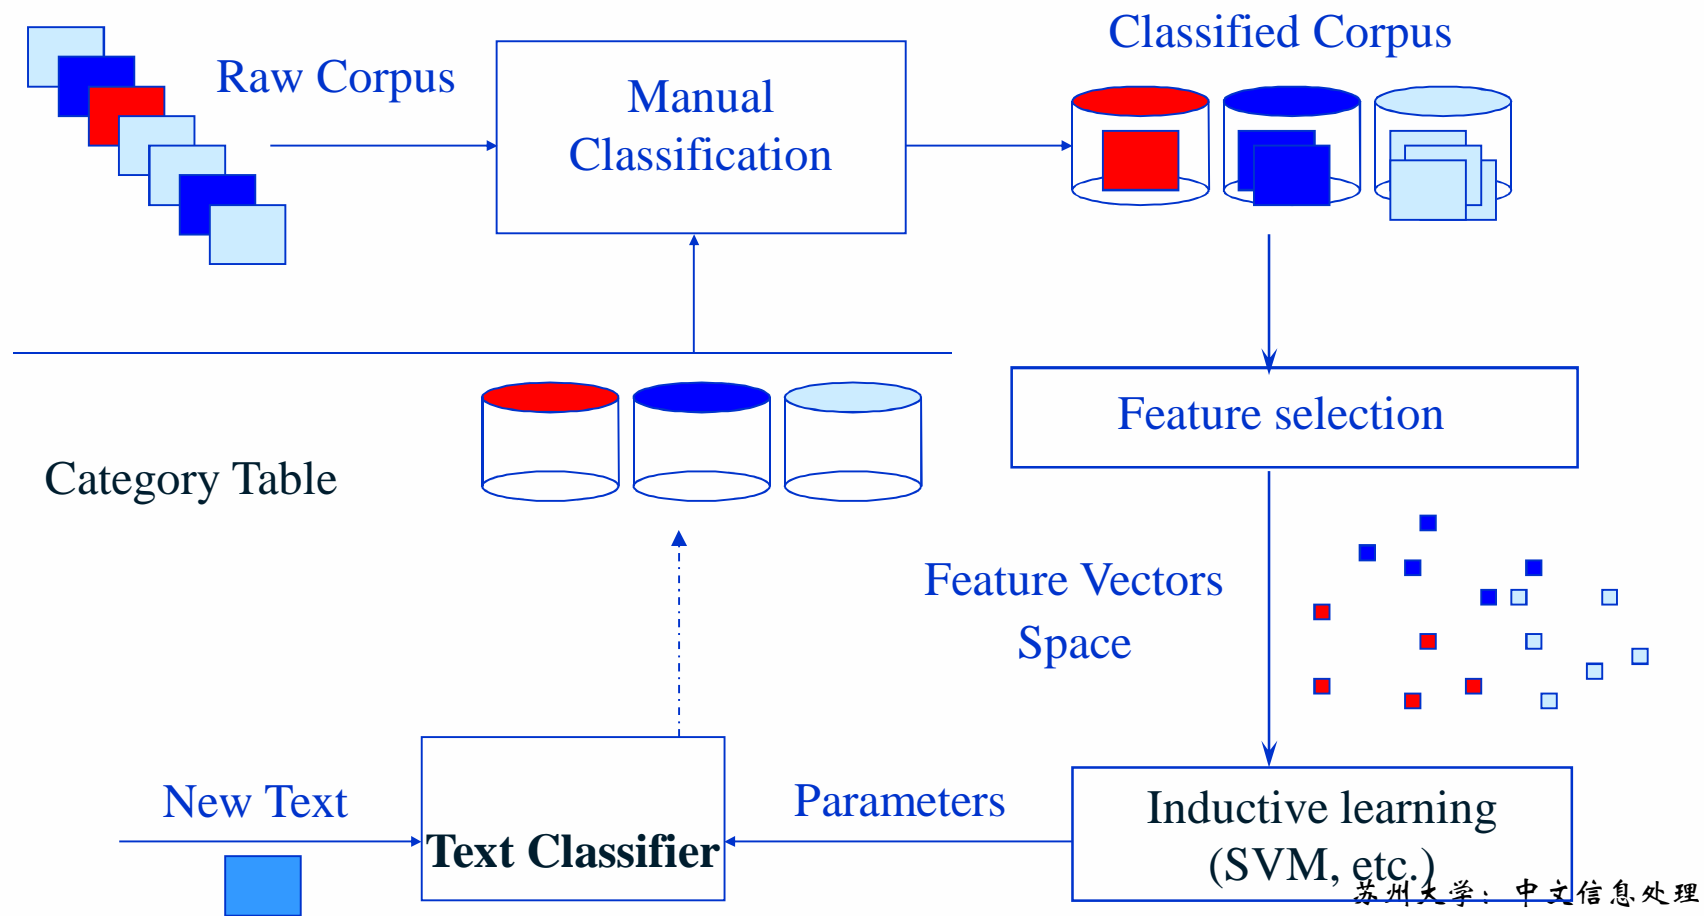 Classified Corpus
Raw Corpus
Manual
Classification
Feature selection
Category Table
Feature Vectors
Space
New Text
Text Classifier
Parameters
Inductive learning
(SVM, etc.)
苏州大学：中文信息处理